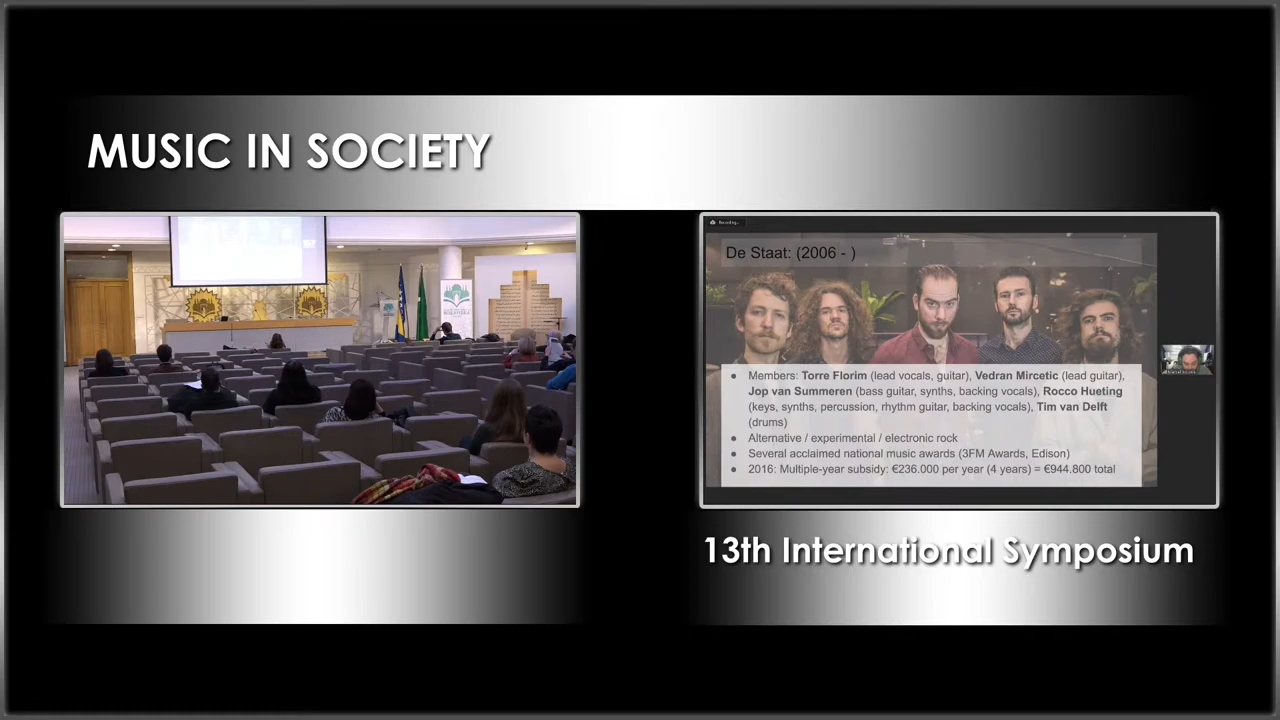 MUSIC IN SOCIETY
Recording...
De Staat: (2006 - )
Members: Torre Florim (lead vocals, guitar), Vedran Mircetic (lead guitar),
Jop van Summeren (bass guitar, synths, backing vocals), Rocco Hueting
(keys, synths, percussion, rhythm guitar, backing vocals), Tim van Delft
(drums)
Alternative / experimental / electronic rock
Several acclaimed national music awards (3FM Awards, Edison)
2016: Multiple-year subsidy: €236.000 per year (4 years) = €944.800 total
13th International Symposium